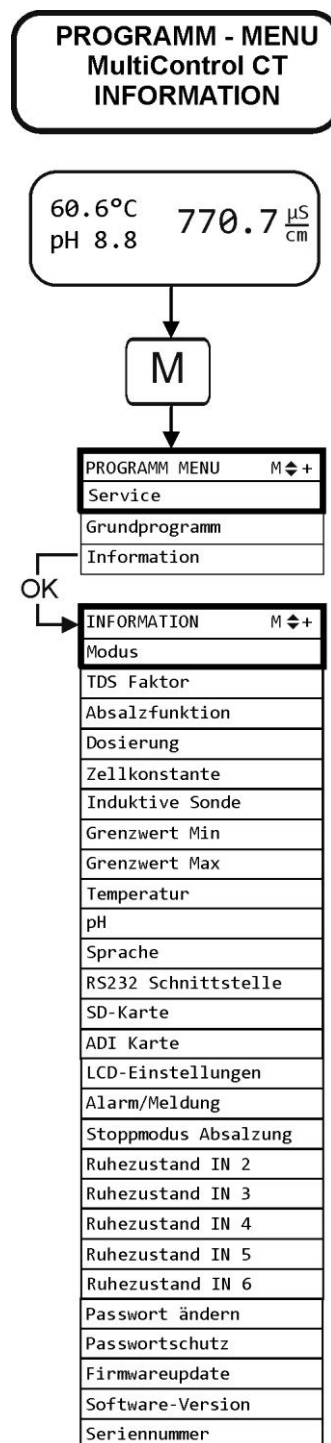 PROGRAMM - MENU
MultiControl CT
INFORMATION
60.6°C
pH 8.8
770.7 µS/cm
M
PROGRAMM MENU M+
Service
Grundprogramm
Information
OK
INFORMATION M+
Modus
TDS Faktor
Absalzfunktion
Dosierung
Zellkonstante
Induktive Sonde
Grenzwert Min
Grenzwert Max
Temperatur
pH
Sprache
RS232 Schnittstelle
SD-Karte
ADI Karte
LCD-Einstellungen
Alarm/Meldung
Stoppmodus Absalzung
Ruhezustand IN 2
Ruhezustand IN 3
Ruhezustand IN 4
Ruhezustand IN 5
Ruhezustand IN 6
Passwort ändern
Passwortschutz
Firmwareupdate
Software-Version
Seriennummer